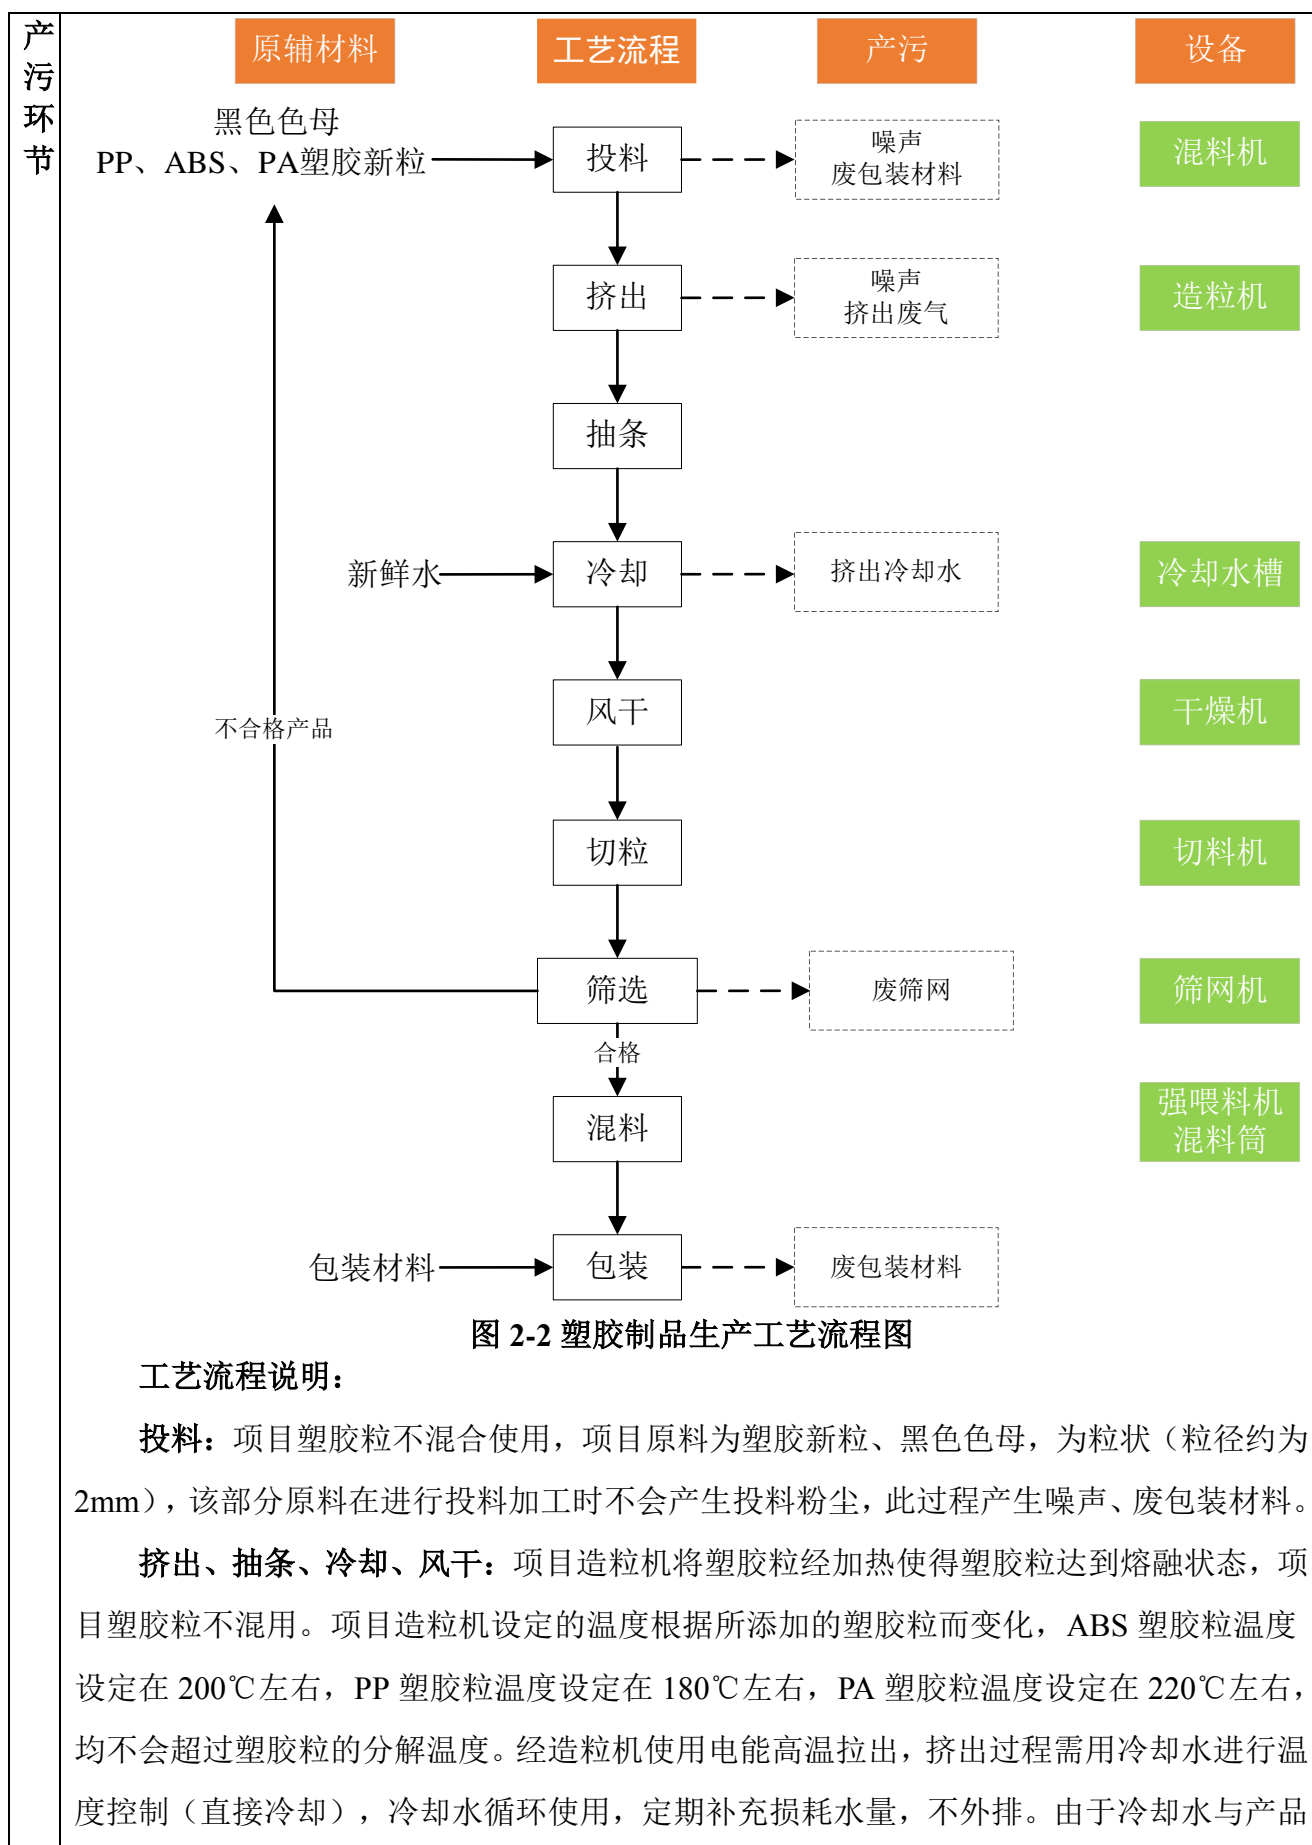 产
污
环
节
原辅材料 工艺流程 产污 设备
黑色色母
PP、ABS、PA塑胶新粒
投料
噪声
废包装材料
混料机
挤出
噪声
挤出废气
造粒机
抽条
新鲜水
冷却
挤出冷却水
冷却水槽
风干
干燥机
不合格产品
切粒
切料机
筛选
废筛网
筛网机
合格
混料
强喂料机
混料筒
包装材料
包装
废包装材料
图 2-2 塑胶制品生产工艺流程图
工艺流程说明：
投料：项目塑胶粒不混合使用，项目原料为塑胶新粒、黑色色母，为粒状（粒径约为
2mm），该部分原料在进行投料加工时不会产生投料粉尘，此过程产生噪声、废包装材料。
挤出、抽条、冷却、风干：项目造粒机将塑胶粒经加热使得塑胶粒达到熔融状态，项
目塑胶粒不混用。项目造粒机设定的温度根据所添加的塑胶粒而变化，ABS 塑胶粒温度
设定在 200℃左右，PP 塑胶粒温度设定在 180℃左右，PA 塑胶粒温度设定在 220℃左右，
均不会超过塑胶粒的分解温度。经造粒机使用电能高温拉出，挤出过程需用冷却水进行温
度控制（直接冷却），冷却水循环使用，定期补充损耗水量，不外排。由于冷却水与产品